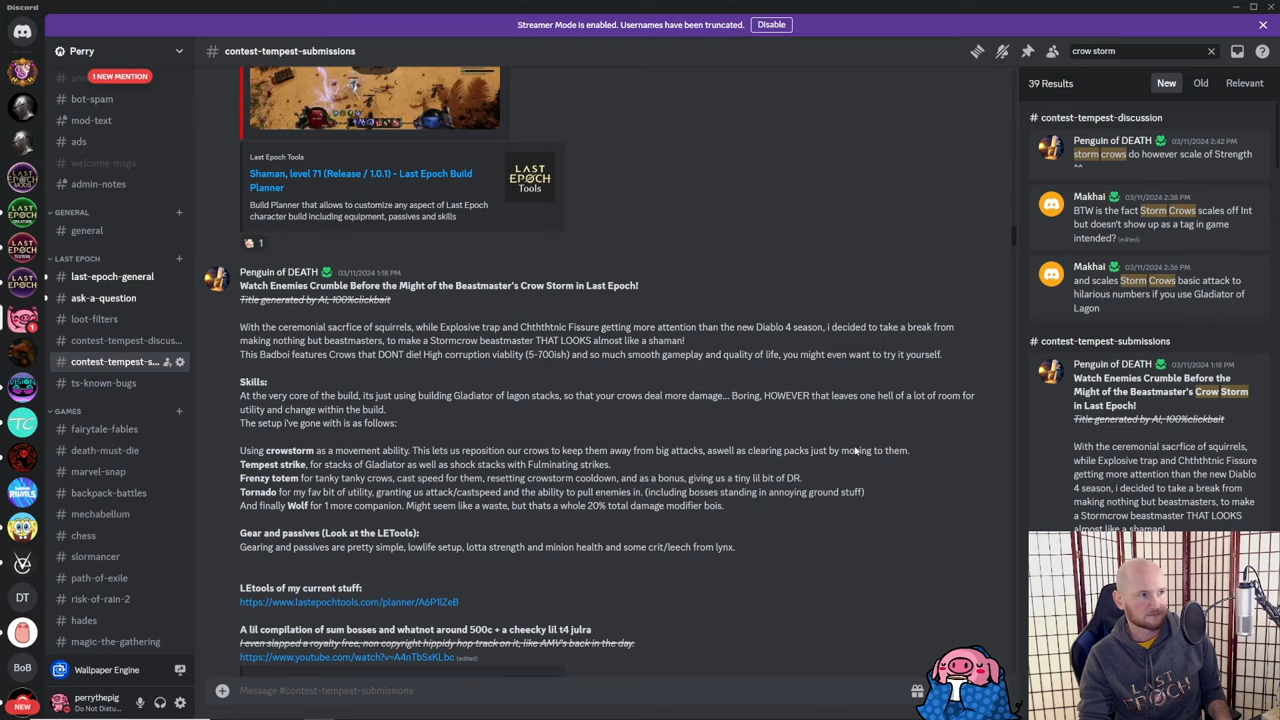 Discord
Streamer Mode is enabled. Usernames have been truncated. Disable
Perry
contest-tempest-submissions
crow storm
1 NEW MENTION
bot-spam
mod-text
ads
welcome-msgs
admin-notes
GENERAL
general
LAST EPOCH
last-epoch-general
ask-a-question
loot-filters
contest-tempest-discus...
contest-tempest-s...
ts-known-bugs
GAMES
fairytale-fables
death-must-die
marvel-snap
backpack-battles
mechabellum
chess
slormancer
path-of-exile
risk-of-rain-2
hades
magic-the-gathering
Wallpaper Engine
perrythepig
Do Not Distu...
DT
BoB
NEW
1
Last Epoch Tools
Shaman, level 71 (Release / 1.0.1) - Last Epoch Build
Planner
Build Planner that allows to customize any aspect of Last Epoch
character build including equipment, passives and skills
LAST
EPOCH
Tools
1
Penguin of DEATH 03/11/2024 1:18 PM
Watch Enemies Crumble Before the Might of the Beastmaster's Crow Storm in Last Epoch!
Title generated by AI, 100%clickbait
With the ceremonial sacrfice of squirrels, while Explosive trap and Chthhtnic Fissure getting more attention than the new Diablo 4 season, i decided to take a break from
making nothing but beastmasters, to make a Stormcrow beastmaster THAT LOOKS almost like a shaman!
This Badboi features Crows that DONT die! High corruption viablity (5-700ish) and so much smooth gameplay and quality of life, you might even want to try it yourself.
Skills:
At the very core of the build, its just using building Gladiator of lagon stacks, so that your crows deal more damage... Boring, HOWEVER that leaves one hell of a lot of room for
utility and change within the build.
The setup i've gone with is as follows:
Using crowstorm as a movement ability. This lets us reposition our crows to keep them away from big attacks, aswell as clearing packs just by moving to them.
Tempest strike, for stacks of Gladiator as well as shock stacks with Fulminating strikes.
Frenzy totem for tanky tanky crows, cast speed for them, resetting crowstorm cooldown, and as a bonus, giving us a tiny lil bit of DR.
Tornado for my fav bit of utility, granting us attack/castspeed and the ability to pull enemies in. (including bosses standing in annoying ground stuff)
And finally Wolf for 1 more companion. Might seem like a waste, but thats a whole 20% total damage modifier bois.
Gear and passives (Look at the LETools):
Gearing and passives are pretty simple, lowlife setup, lotta strength and minion health and some crit/leech from lynx.
LEtools of my current stuff:
https://www.lastepochtools.com/planner/A6P1lZeB
A lil compilation of sum bosses and whatnot around 500c + a cheecky lil t4 julra
I even slapped a royalty free, non copyright hippidy hop track on it, like AMV's back in the day.
https://www.youtube.com/watch?v=A4nTbSxKLbc (edited)
Message #contest-tempest-submissions
39 Results
New
Old
Relevant
contest-tempest-discussion
Penguin of DEATH 03/11/2024 2:42 PM
storm crows do however scale of Strength
^^
Makhai 03/11/2024 2:38 PM
BTW is the fact Storm Crows scales off Int
but doesn't show up as a tag in game
intended? (edited)
Makhai 03/11/2024 2:36 PM
and scales Storm Crows basic attack to
hilarious numbers if you use Gladiator of
Lagon
contest-tempest-submissions
Penguin of DEATH 03/11/2024 1:18 PM
Watch Enemies Crumble Before the
Might of the Beastmaster's Crow Storm
in Last Epoch!
Title generated by AI, 100%clickbait
With the ceremonial sacrfice of squirrels,
while Explosive trap and Chthhtnic Fissure
getting more attention than the new Diablo
4 season, i decided to take a break from
making nothing but beastmasters, to make
a Stormcrow beastmaster THAT LOOKS
almost like a shaman!